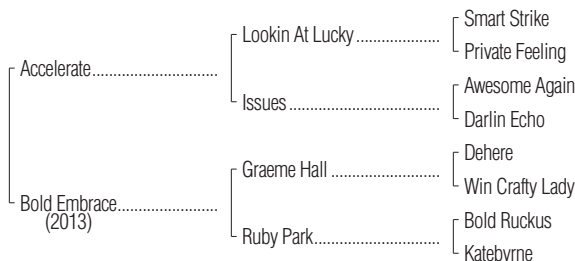 Smart Strike
Lookin At Lucky ....................
Private Feeling
Accelerate..............................
Awesome Again
Issues ....................................
Darlin Echo
Dehere
Graeme Hall ..........................
Win Crafty Lady
Bold Embrace........................
(2013)
Bold Ruckus
Ruby Park..............................
Katebyrne